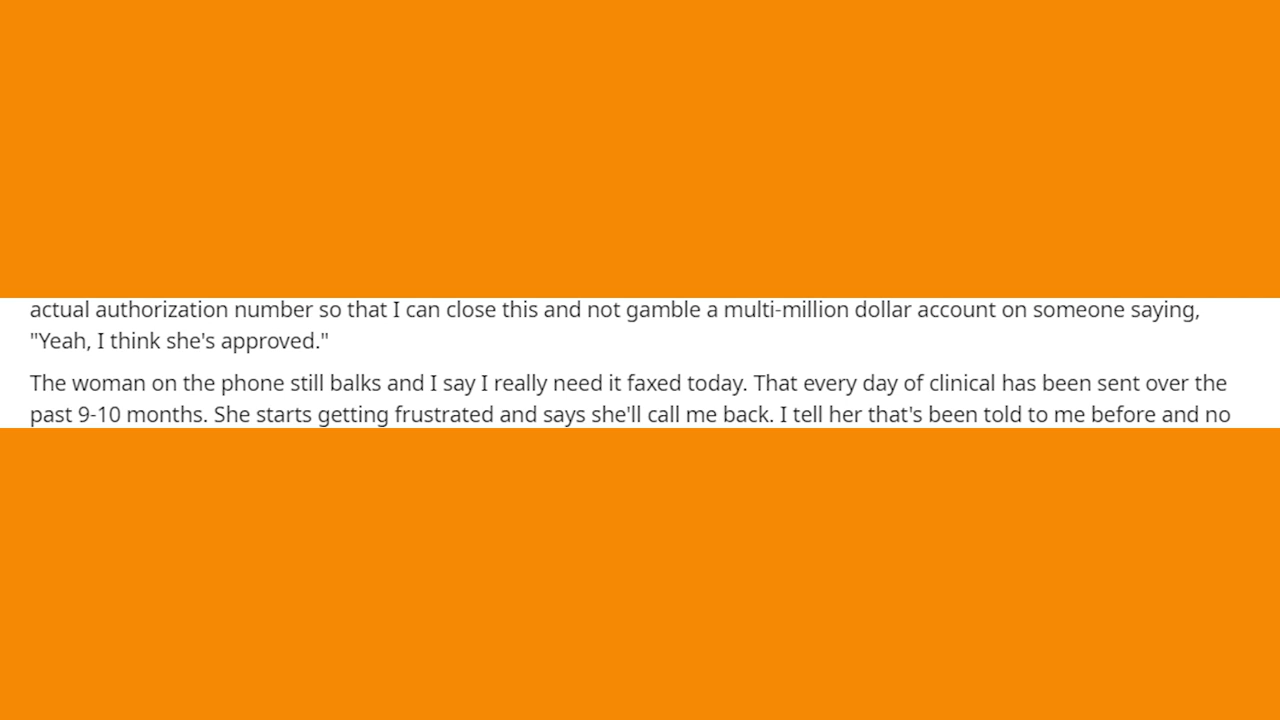 actual authorization number so that I can close this and not gamble a multi-million dollar account on someone saying,
"Yeah, I think she's approved."
The woman on the phone still balks and I say I really need it faxed today. That every day of clinical has been sent over the
past 9-10 months. She starts getting frustrated and says she'll call me back. I tell her that's been told to me before and no